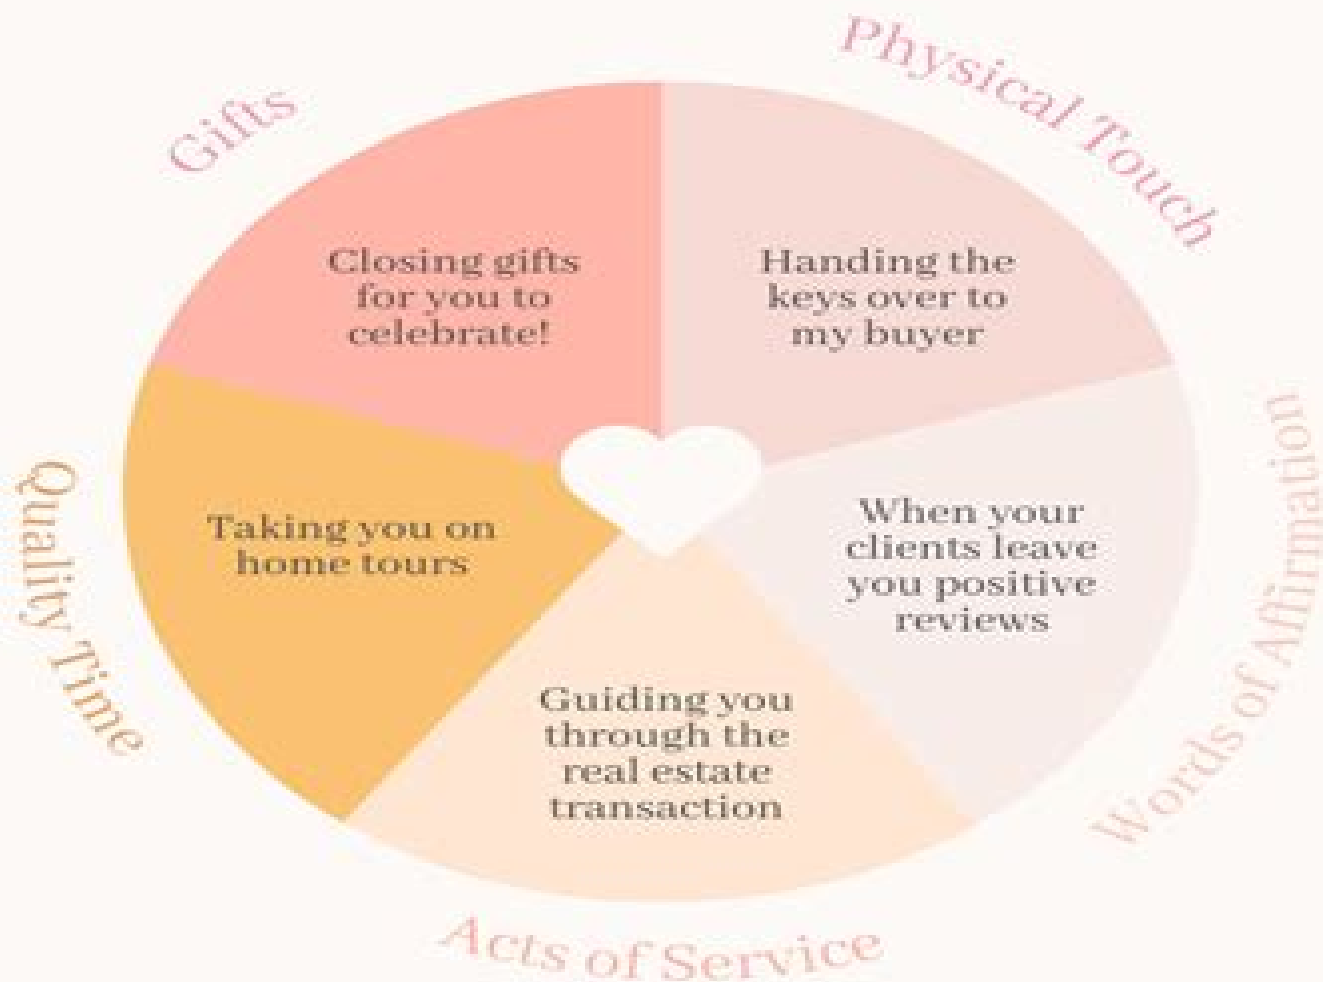 Gifts
Closing gifts
for you to
celebrate!
Physical Touch
Handing the
keys over to
my buyer
Words of Affirmation
When your
clients leave
you positive
reviews
Acts of Service
Guiding you
through the
real estate
transaction
Quality Time
Taking you on
home tours